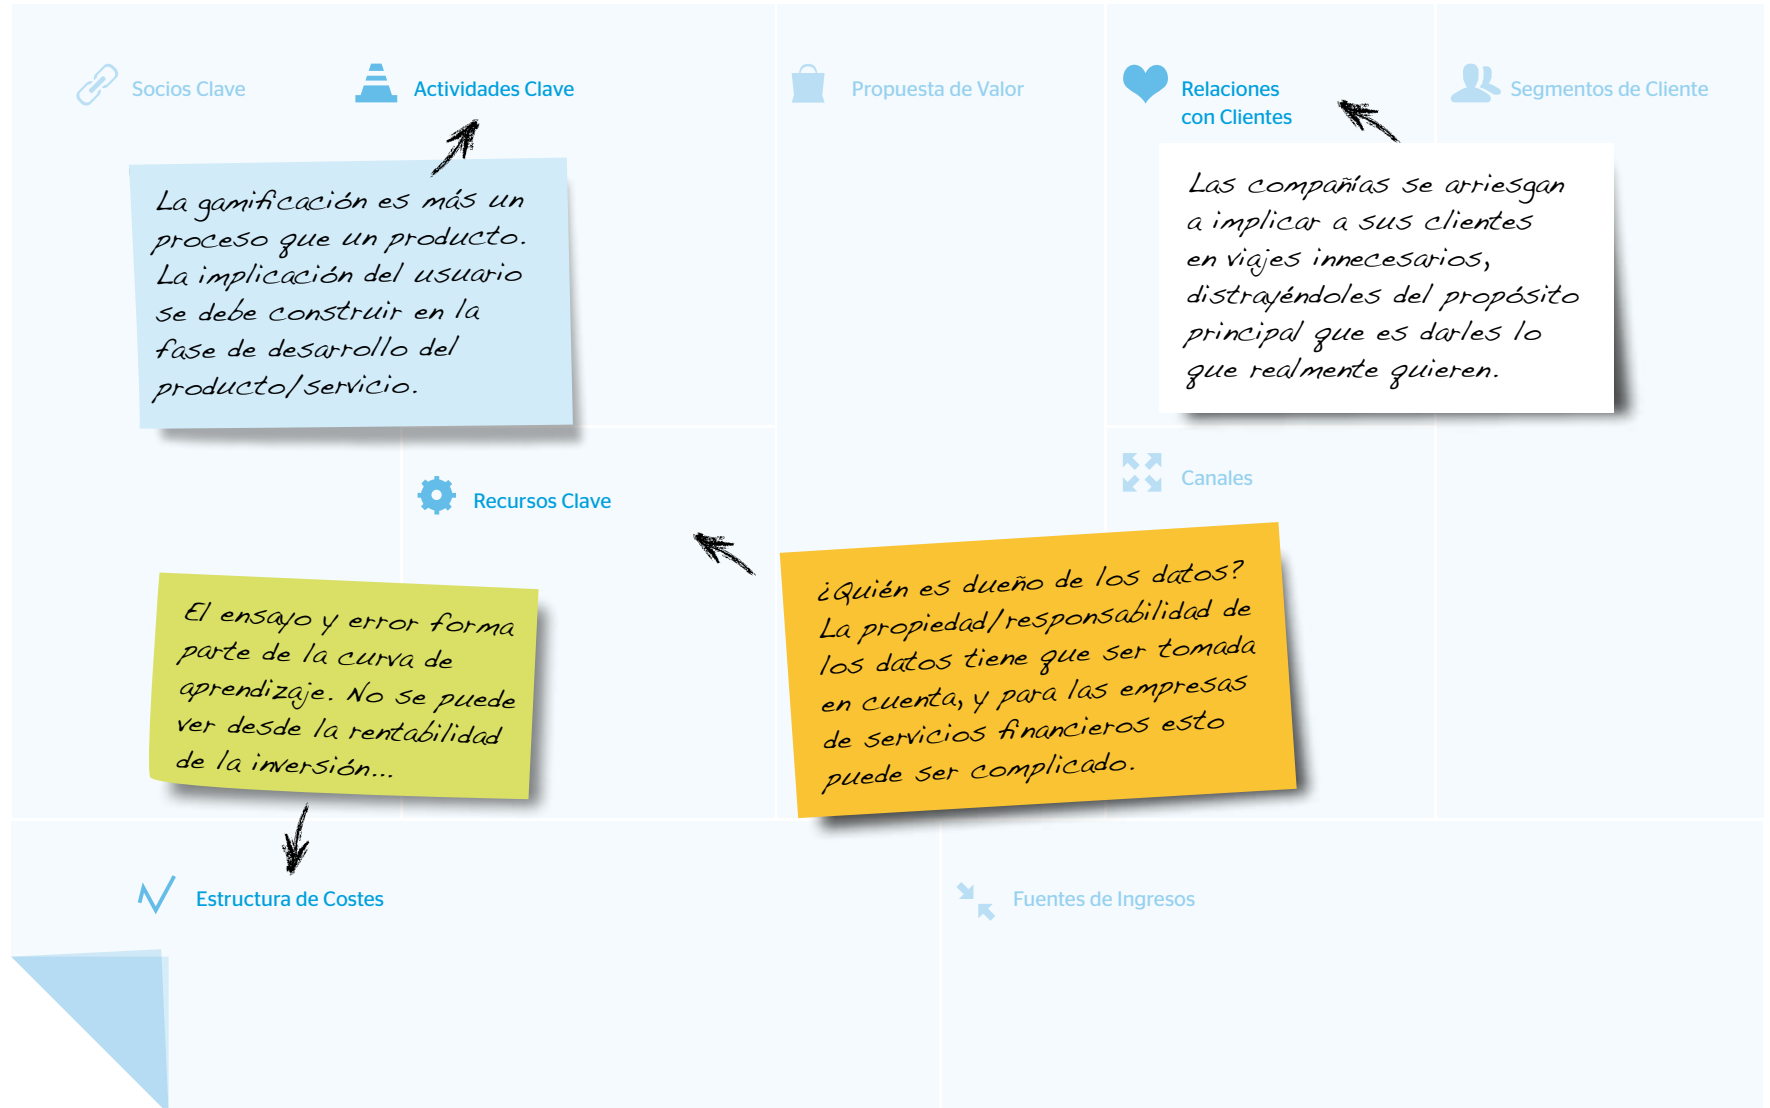 Socios Clave
Actividades Clave
La gamificación es más un
proceso que un producto.
La implicación del usuario
se debe construir en la
fase de desarrollo del
producto/servicio.
Propuesta de Valor
Relaciones
con Clientes
Las compañías se arriesgan
a implicar a sus clientes
en viajes innecesarios,
distrayéndoles del propósito
principal que es darles lo
que realmente quieren.
Segmentos de Cliente
Recursos Clave
Canales
El ensayo y error forma
parte de la curva de
aprendizaje. No se puede
ver desde la rentabilidad
de la inversión...
¿Quién es dueño de los datos?
La propiedad/responsabilidad de
los datos tiene que ser tomada
en cuenta, y para las empresas
de servicios financieros esto
puede ser complicado.
Estructura de Costes
Fuentes de Ingresos